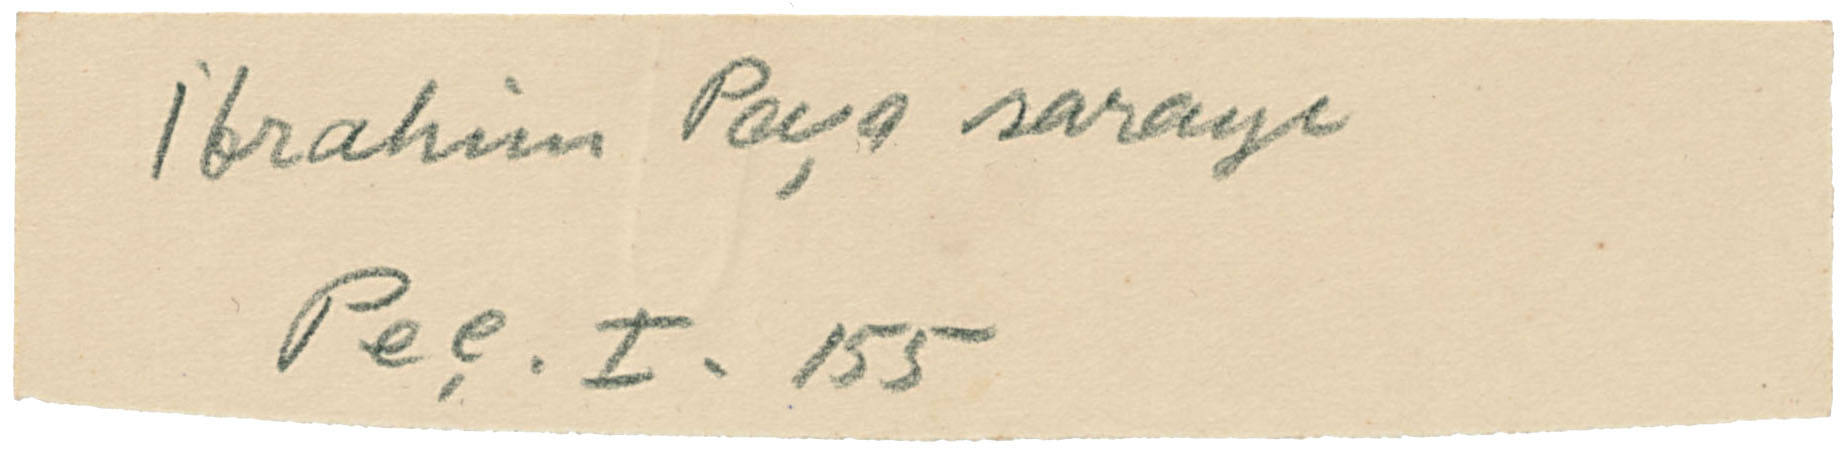 İbrahim Paşa sarayı
Peç. I. 155